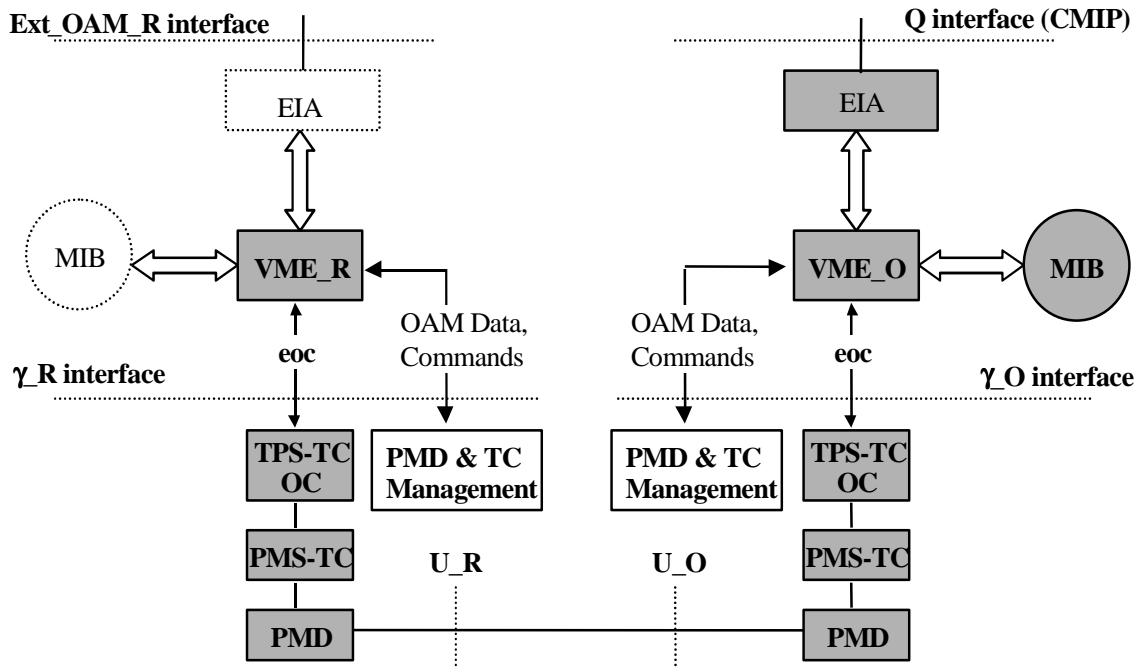 Ext_OAM_R interface
Q interface (CMIP)
EIA
EIA
MIB
VME_R
VME_O
MIB
OAM Data,
Commands
OAM Data,
Commands
eoc
eoc
γ_R interface
γ_O interface
TPS-TC
OC
PMD & TC
Management
PMD & TC
Management
TPS-TC
OC
PMS-TC
U_R
U_O
PMS-TC
PMD
PMD